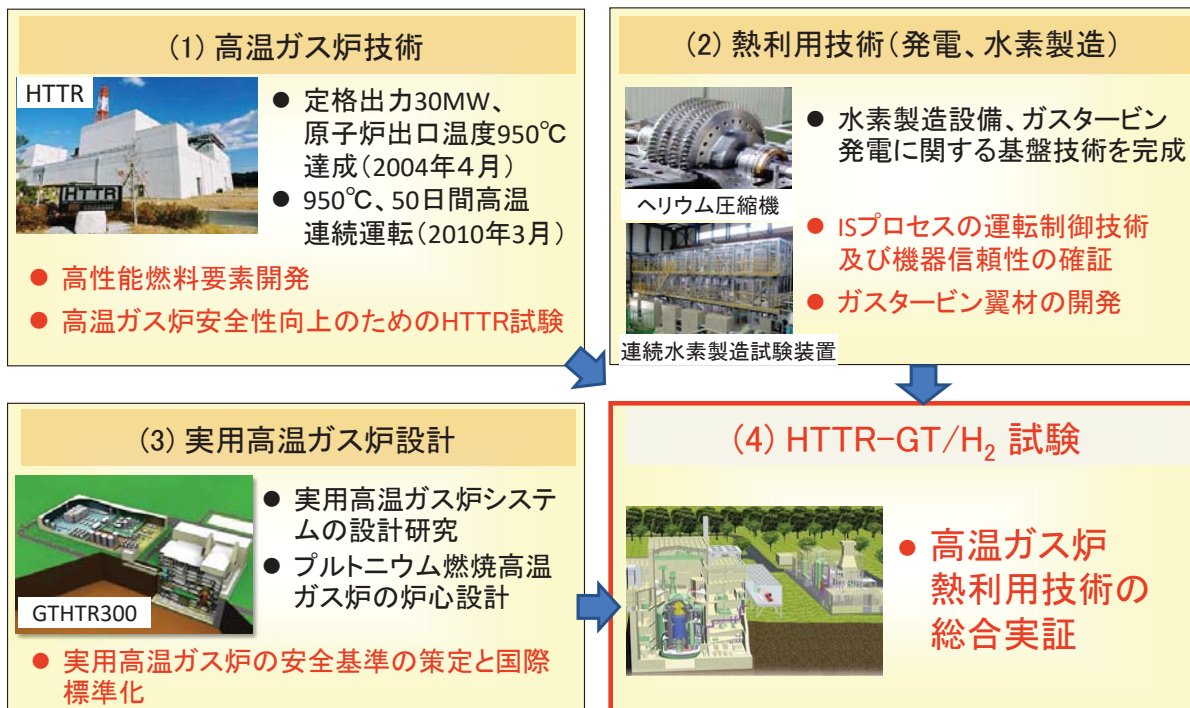 (1) 高温ガス炉技術
HTTR
HTTR
● 定格出力30MW、
原子炉出口温度950℃
達成(2004年4月)
● 950℃、50日間高温
連続運転(2010年3月)
● 高性能燃料要素開発
● 高温ガス炉安全性向上のためのHTTR試験
(2) 熱利用技術(発電、水素製造)
ヘリウム圧縮機
連続水素製造試験装置
● 水素製造設備、ガスタービン
発電に関する基盤技術を完成
● ISプロセスの運転制御技術
及び機器信頼性の確証
● ガスタービン翼材の開発
(3) 実用高温ガス炉設計
GTHTR300
● 実用高温ガス炉システ
ムの設計研究
● プルトニウム燃焼高温
ガス炉の炉心設計
● 実用高温ガス炉の安全基準の策定と国際
標準化
(4) HTTR-GT/H₂ 試験
● 高温ガス炉
熱利用技術の
総合実証